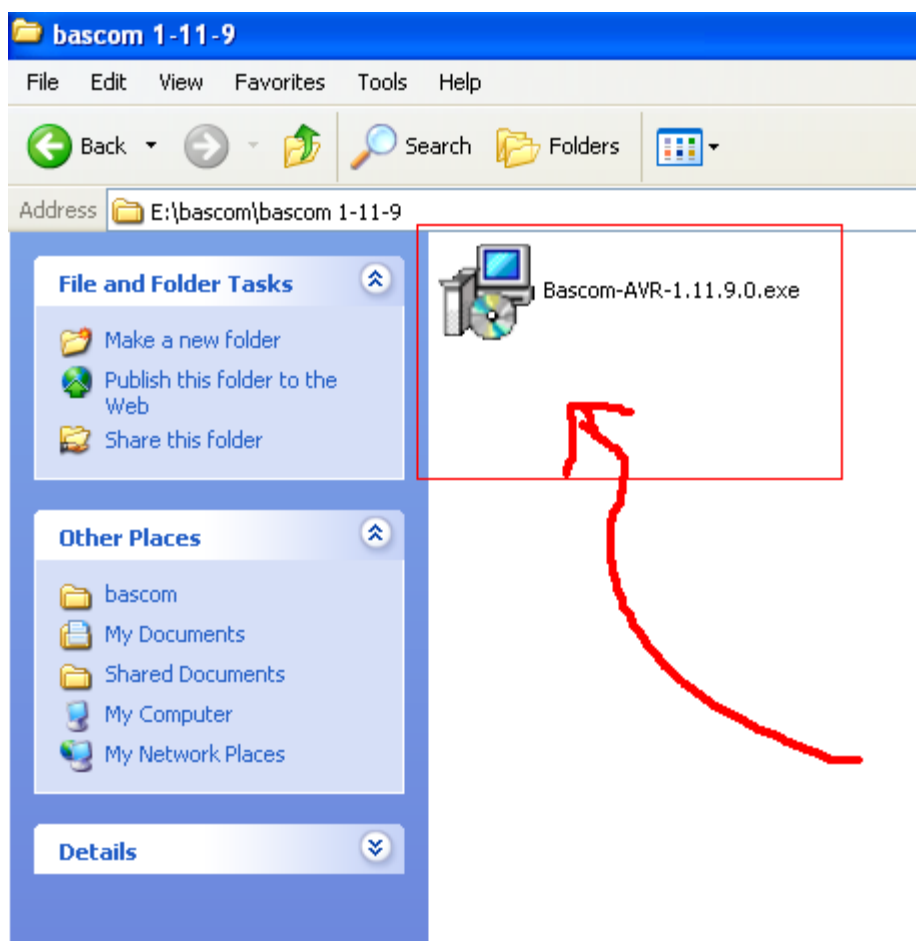 bascom 1-11-9
File Edit View Favorites Tools Help
Back Search Folders
Address E:\bascom\bascom 1-11-9
File and Folder Tasks
Make a new folder
Publish this folder to the
Web
Share this folder
Other Places
bascom
My Documents
Shared Documents
My Computer
My Network Places
Details
Bascom-AVR-1.11.9.0.exe